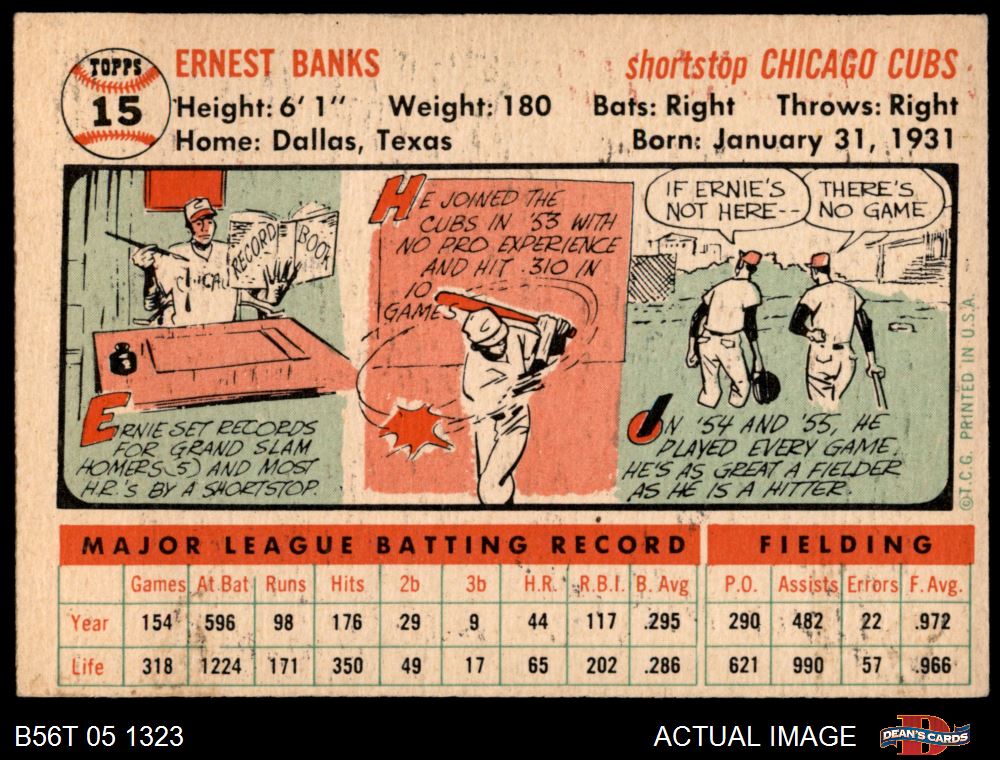 TOPPS
15
ERNEST BANKS
shortstop CHICAGO CUBS
Height: 6' 1" Weight: 180 Bats: Right Throws: Right
Home: Dallas, Texas Born: January 31, 1931
RECORD BOOK
ERNIE SET RECORDS
FOR GRAND SLAM
HOMERS (5) AND MOST
H.R.'S BY A SHORTSTOP.
HE JOINED THE
CUBS IN '53 WITH
NO PRO EXPERIENCE
AND HIT .310 IN
10
GAMES
IF ERNIE'S
NOT HERE--
THERE'S
NO GAME
IN '54 AND '55, HE
PLAYED EVERY GAME.
HE'S AS GREAT A FIELDER
AS HE IS A HITTER.
©T.C.G. PRINTED IN U.S.A.
MAJOR LEAGUE BATTING RECORD FIELDING
Games At Bat Runs Hits 2b 3b H.R. R.B.I. B. Avg P.O. Assists Errors F. Avg.
Year 154 596 98 176 29 9 44 117 .295 290 482 22 .972
Life 318 1224 171 350 49 17 65 202 .286 621 990 57 .966
B56T 05 1323 ACTUAL IMAGE DEAN'S CARDS